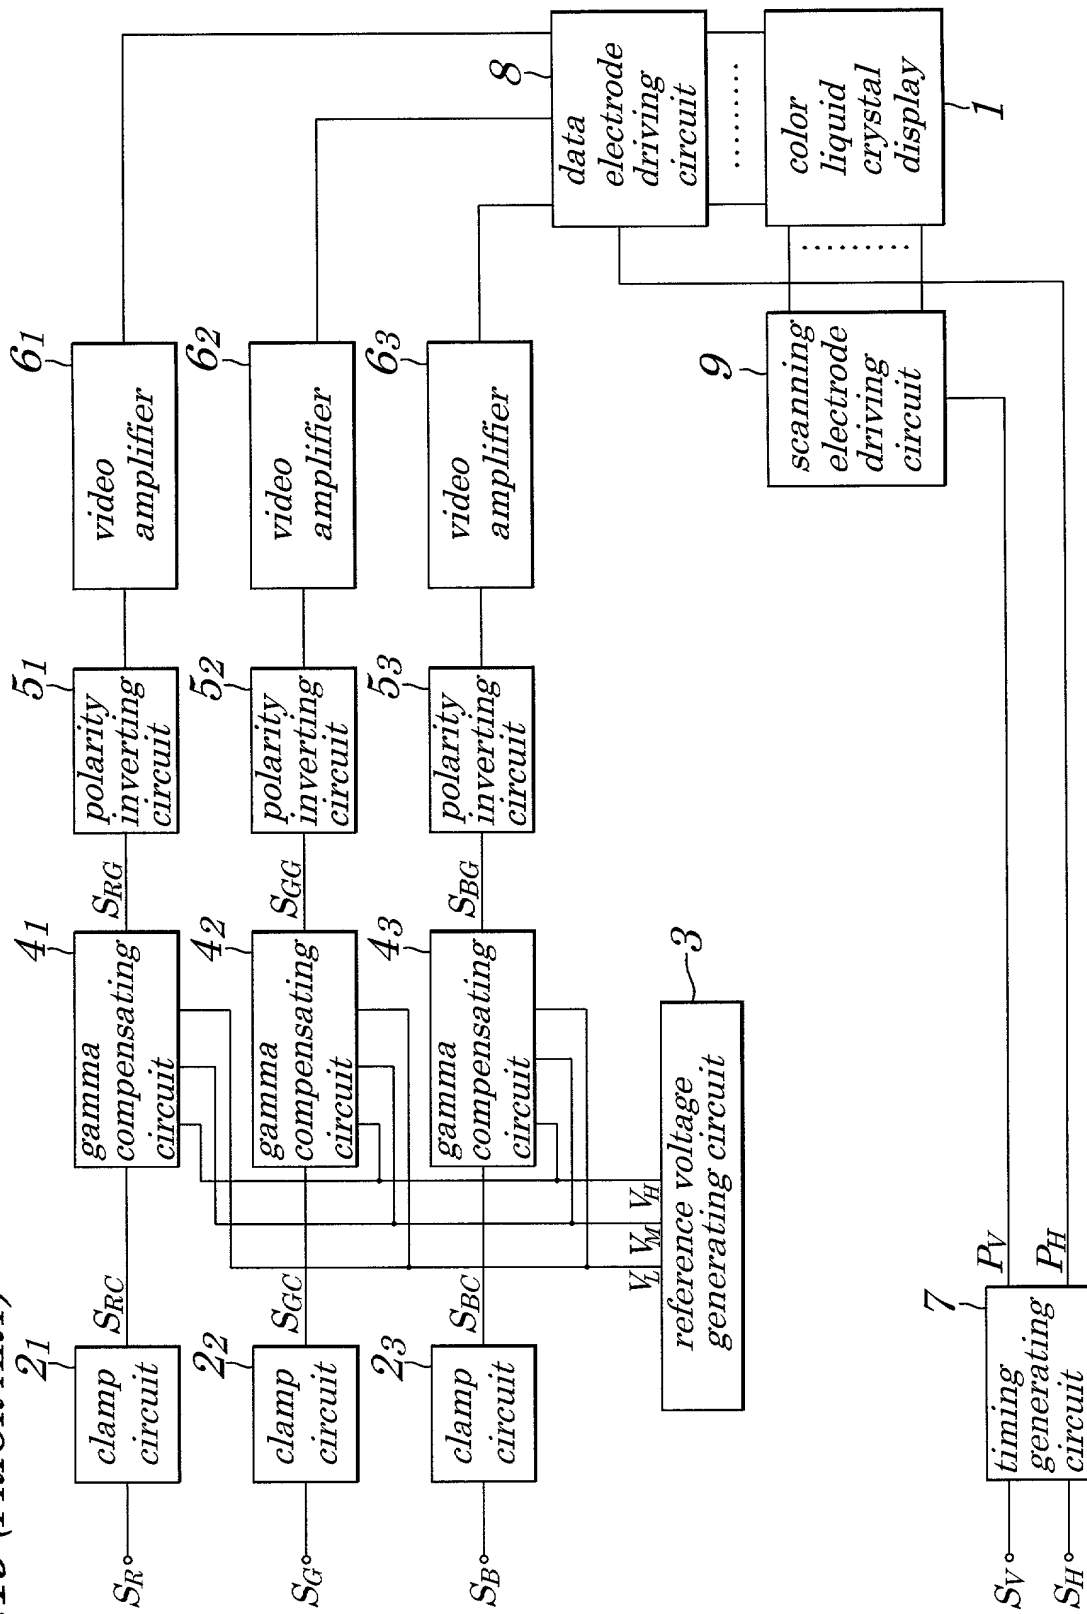 (PRIOR ART)
S_R
clamp
circuit
2_1
S_RC
gamma
compensating
circuit
4_1
S_RG
polarity
inverting
circuit
5_1
video
amplifier
6_1
S_G
clamp
circuit
2_2
S_GC
gamma
compensating
circuit
4_2
S_GG
polarity
inverting
circuit
5_2
video
amplifier
6_2
S_B
clamp
circuit
2_3
S_BC
gamma
compensating
circuit
4_3
S_BG
polarity
inverting
circuit
5_3
video
amplifier
6_3
8
data
electrode
driving
circuit
V_L
V_M
V_H
reference voltage
generating circuit
3
9
scanning
electrode
driving
circuit
color
liquid
crystal
display
1
S_V
S_H
timing
generating
circuit
7
P_V
P_H